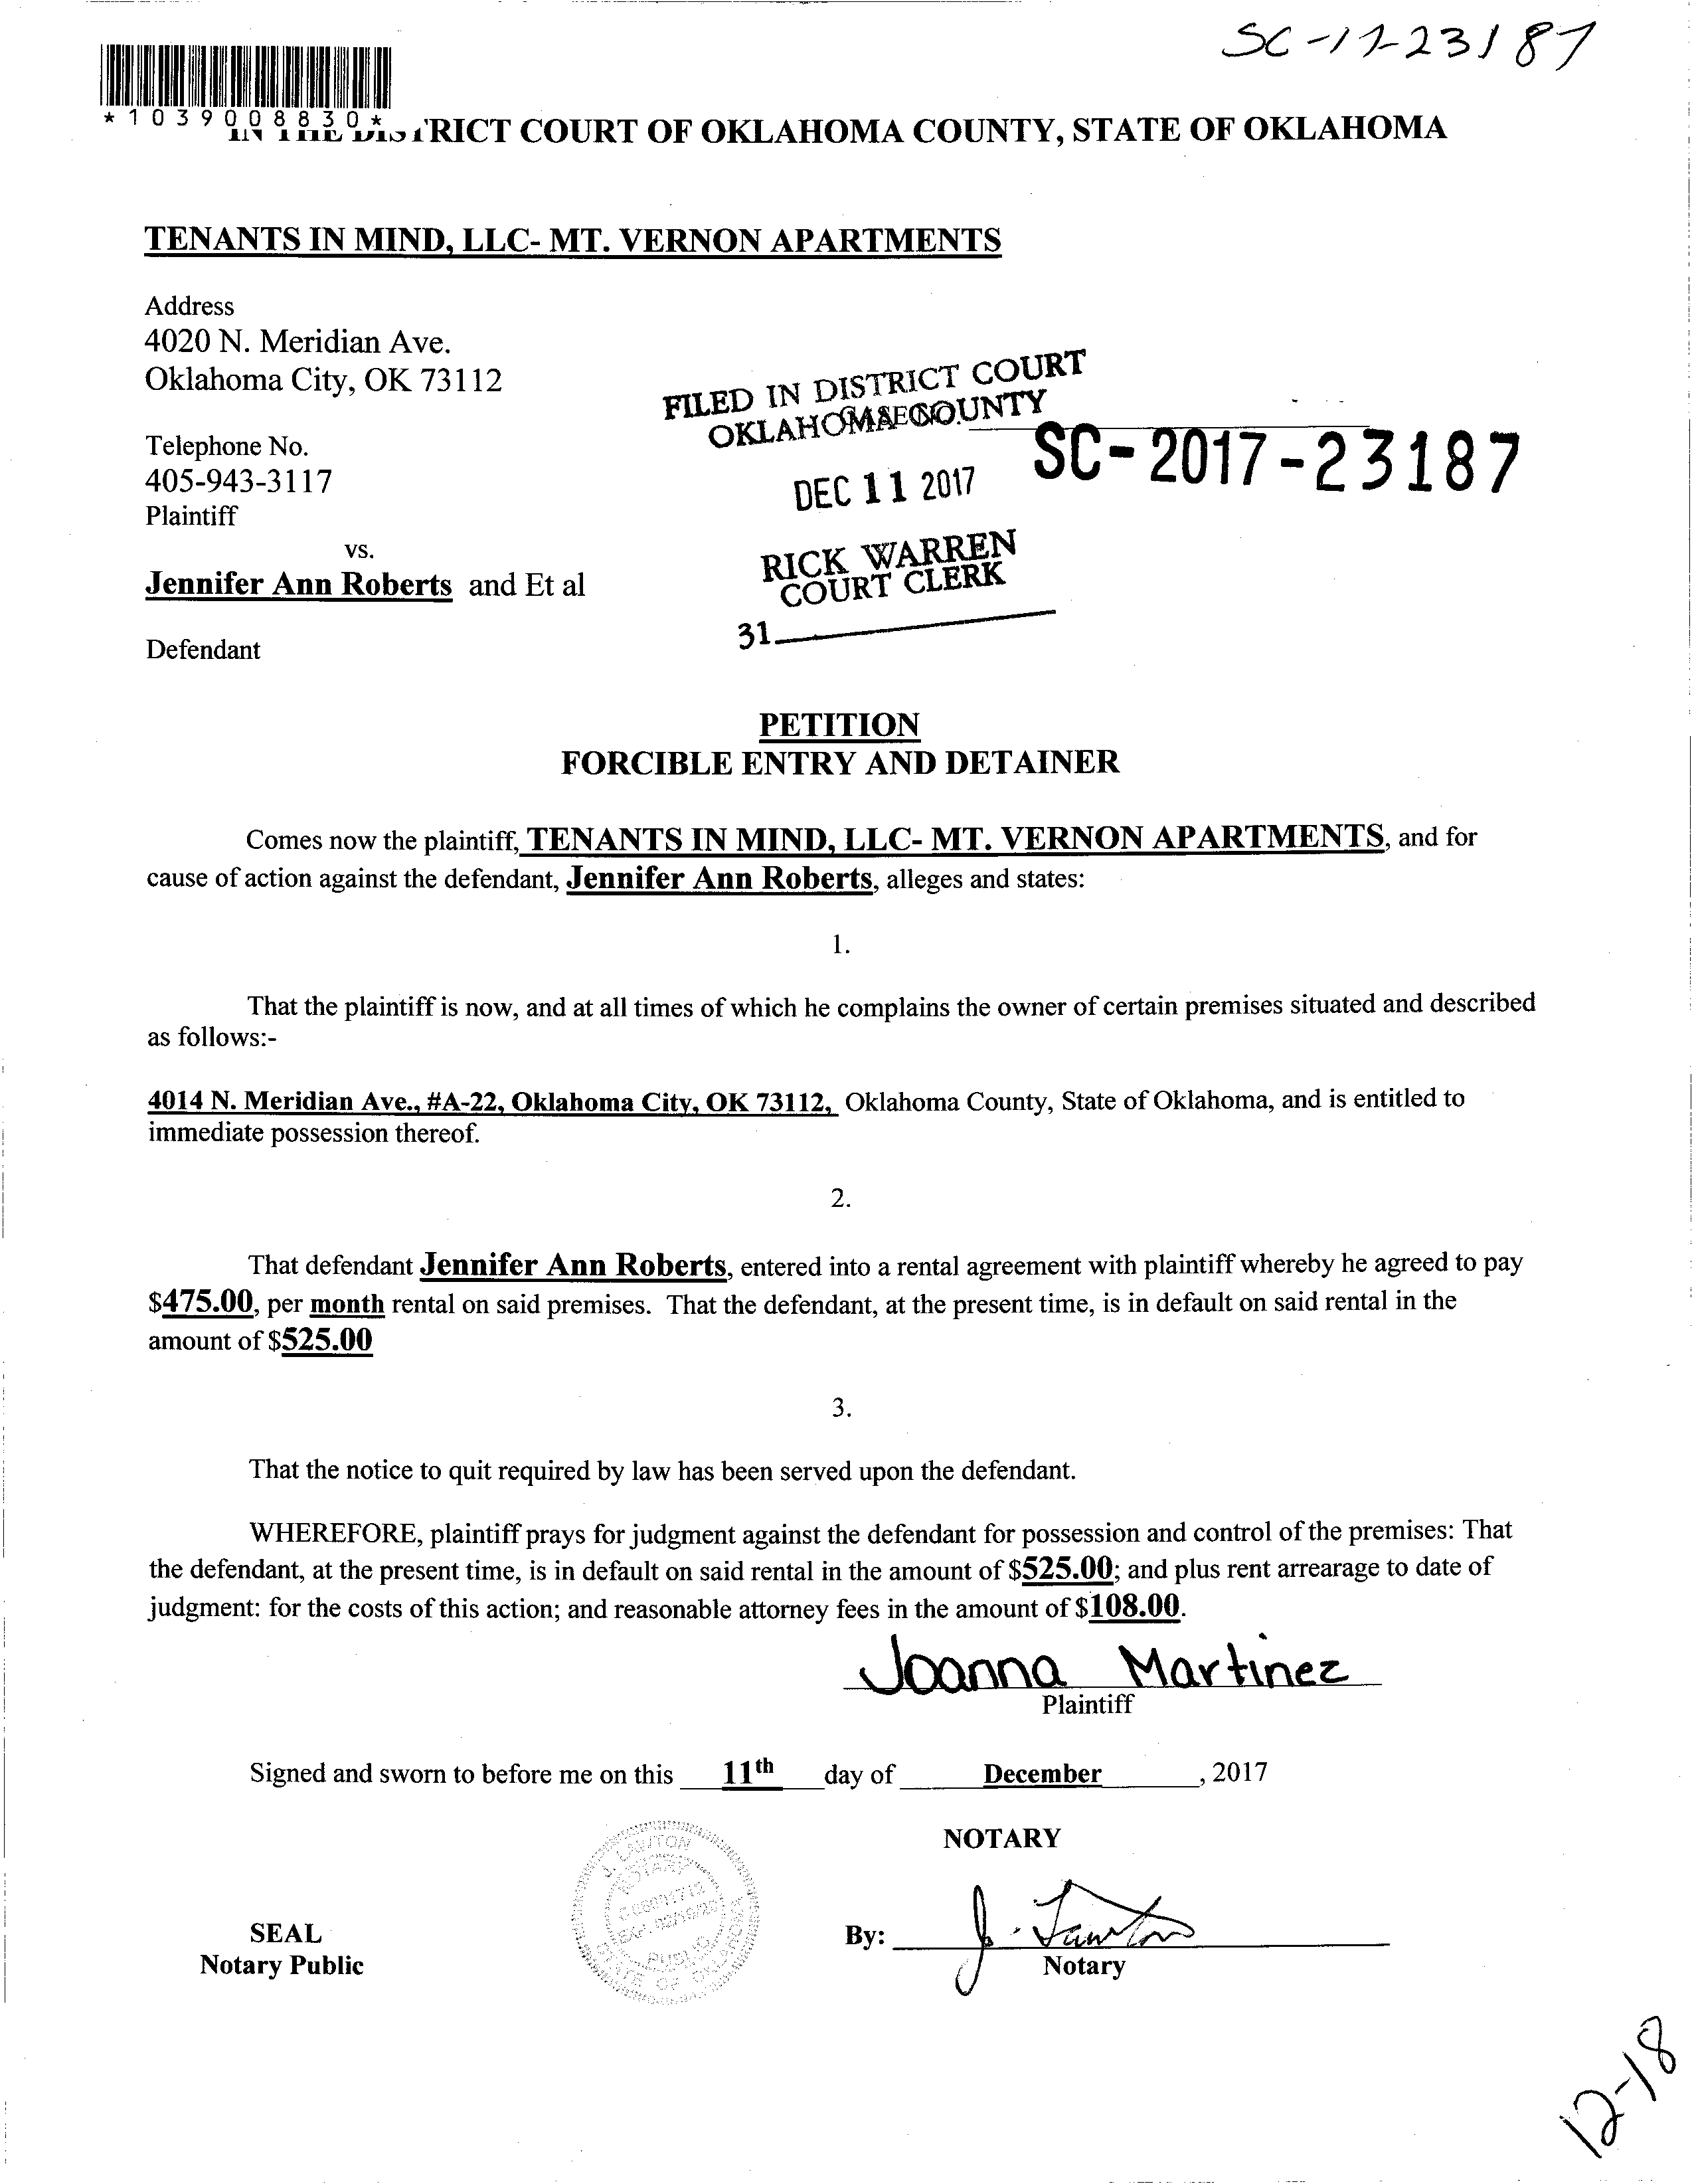 SC-17-23187
*1039008830*
IN THE DISTRICT COURT OF OKLAHOMA COUNTY, STATE OF OKLAHOMA
TENANTS IN MIND, LLC- MT. VERNON APARTMENTS
Address
4020 N. Meridian Ave.
Oklahoma City, OK 73112
FILED IN DISTRICT COURT
OKLAHOMA COUNTY
Telephone No.
405-943-3117
SC-2017-23187
DEC 11 2017
Plaintiff
vs.
RICK WARREN
COURT CLERK
Jennifer Ann Roberts and Et al
31
Defendant
PETITION
FORCIBLE ENTRY AND DETAINER
Comes now the plaintiff, TENANTS IN MIND, LLC- MT. VERNON APARTMENTS, and for
cause of action against the defendant, Jennifer Ann Roberts, alleges and states:
1.
That the plaintiff is now, and at all times of which he complains the owner of certain premises situated and described
as follows:-
4014 N. Meridian Ave., #A-22, Oklahoma City, OK 73112, Oklahoma County, State of Oklahoma, and is entitled to
immediate possession thereof.
2.
That defendant Jennifer Ann Roberts, entered into a rental agreement with plaintiff whereby he agreed to pay
$475.00, per month rental on said premises. That the defendant, at the present time, is in default on said rental in the
amount of $525.00
3.
That the notice to quit required by law has been served upon the defendant.
WHEREFORE, plaintiff prays for judgment against the defendant for possession and control of the premises: That
the defendant, at the present time, is in default on said rental in the amount of $525.00; and plus rent arrearage to date of
judgment: for the costs of this action; and reasonable attorney fees in the amount of $108.00.
Joanna Martinez
Plaintiff
Signed and sworn to before me on this 11th day of December, 2017
NOTARY
J. LAWTON
NOTARY
PUBLIC
STATE OF OKLAHOMA
SEAL
Notary Public
By: J. Lawton
Notary
12-18